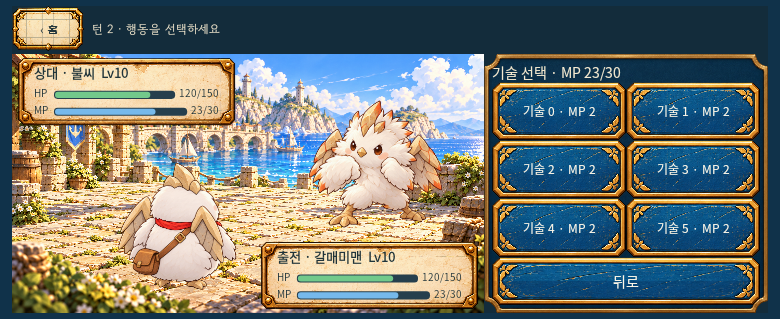 ‹ 홈
턴 2 · 행동을 선택하세요
상대 · 불씨 Lv10
HP 120/150
MP 23/30
출전 · 갈매미맨 Lv10
HP 120/150
MP 23/30
기술 선택 · MP 23/30
기술 0 · MP 2
기술 1 · MP 2
기술 2 · MP 2
기술 3 · MP 2
기술 4 · MP 2
기술 5 · MP 2
뒤로